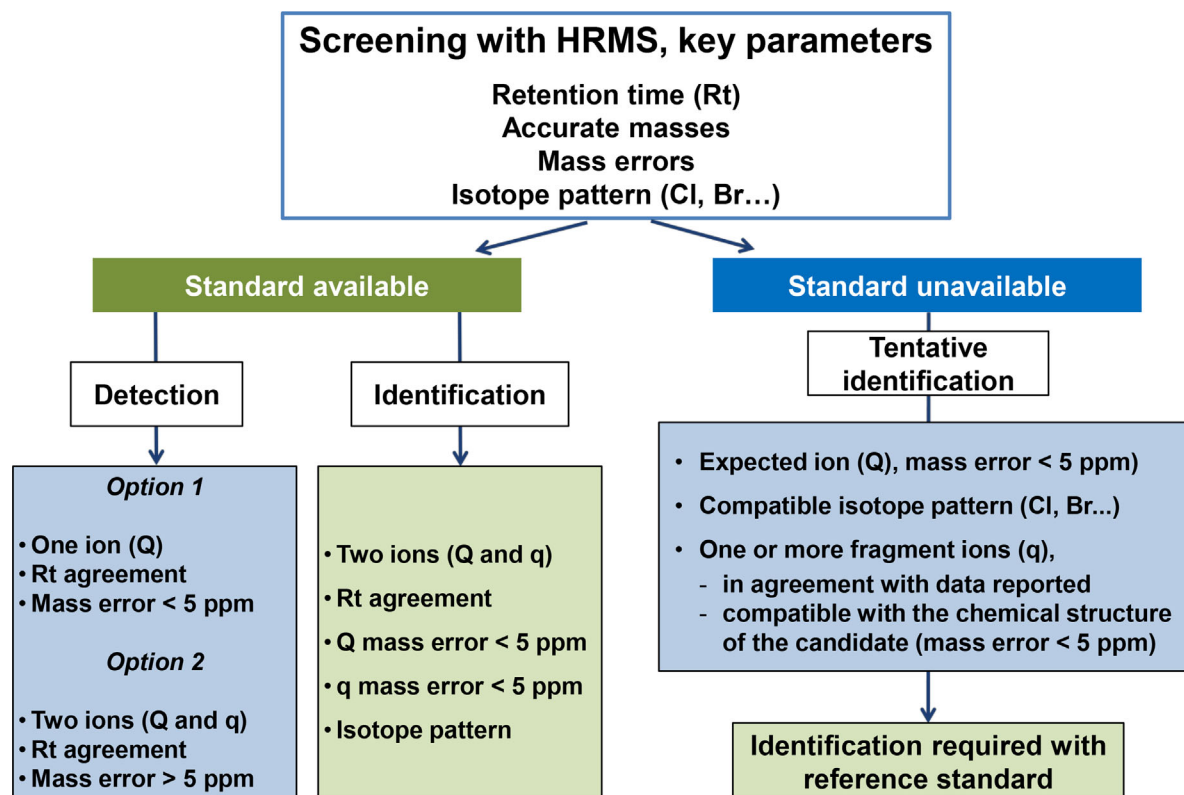 Screening with HRMS, key parameters
Retention time (Rt)
Accurate masses
Mass errors
Isotope pattern (Cl, Br…)
Standard available
Standard unavailable
Detection
Identification
Tentative
identification
Option 1
• One ion (Q)
• Rt agreement
• Mass error < 5 ppm
Option 2
• Two ions (Q and q)
• Rt agreement
• Mass error > 5 ppm
• Two ions (Q and q)
• Rt agreement
• Q mass error < 5 ppm
• q mass error < 5 ppm
• Isotope pattern
• Expected ion (Q), mass error < 5 ppm)
• Compatible isotope pattern (Cl, Br...)
• One or more fragment ions (q),
- in agreement with data reported
- compatible with the chemical structure
of the candidate (mass error < 5 ppm)
Identification required with
reference standard